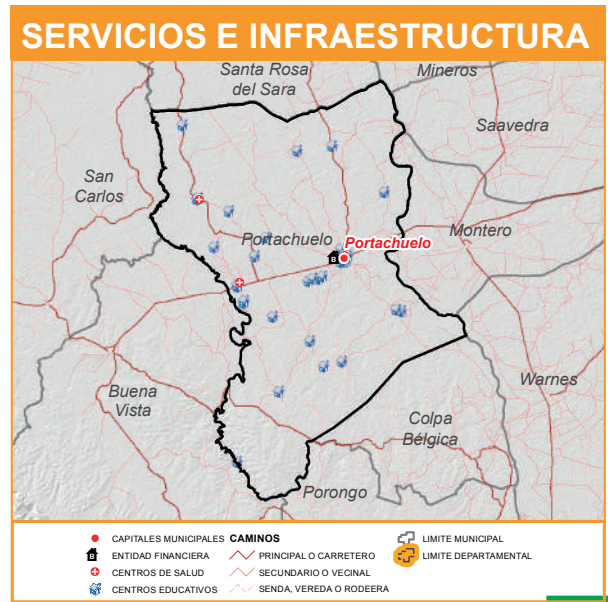 SERVICIOS E INFRAESTRUCTURA
Santa Rosa
del Sara
Mineros
Saavedra
San
Carlos
Portachuelo
Portachuelo
Montero
B
Buena
Vista
Warnes
Colpa
Bélgica
Porongo
CAPITALES MUNICIPALES
B ENTIDAD FINANCIERA
CENTROS DE SALUD
CENTROS EDUCATIVOS
CAMINOS
PRINCIPAL O CARRETERO
SECUNDARIO O VECINAL
SENDA, VEREDA O RODEERA
LIMITE MUNICIPAL
LIMITE DEPARTAMENTAL